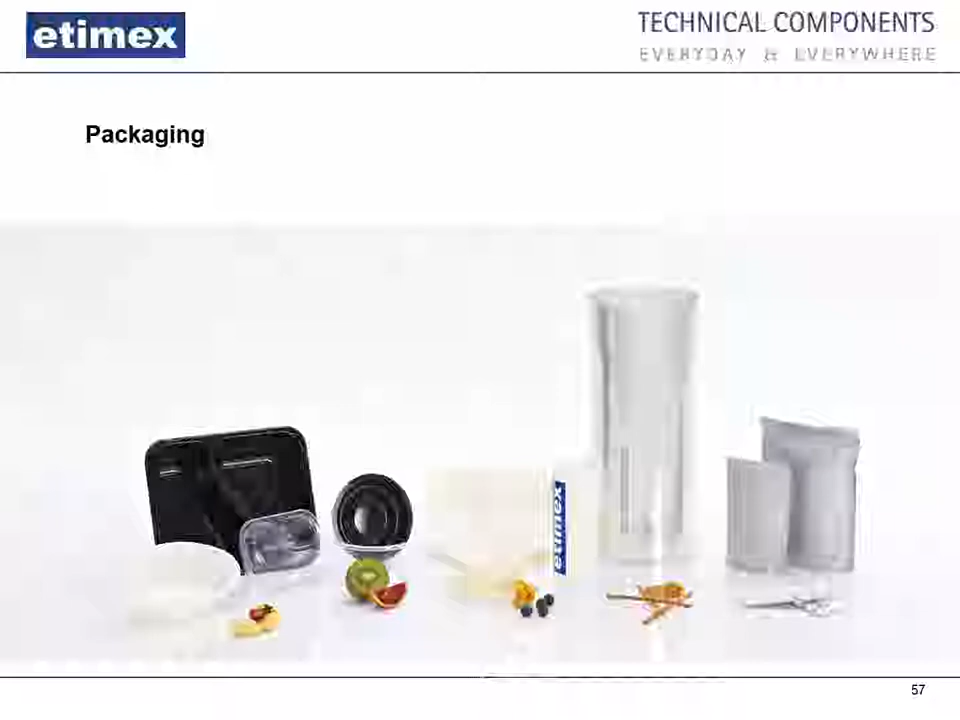 etimex
TECHNICAL COMPONENTS
EVERYDAY & EVERYWHERE
Packaging
etimex
57